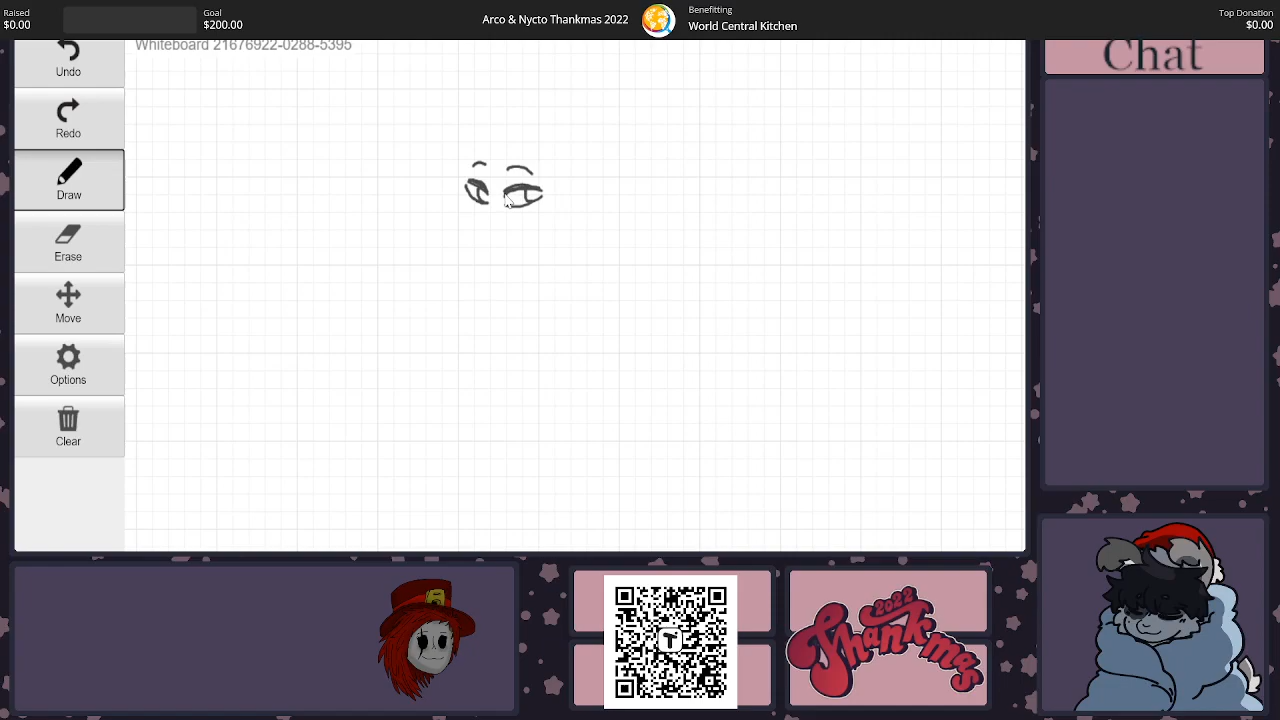 Raised
$0.00
Goal
$200.00
Arco & Nycto Thankmas 2022
Benefitting
World Central Kitchen
Top Donation
$0.00
Whiteboard 21676922-0288-5395
Undo
Redo
Draw
Erase
Move
Options
Clear
Chat
T
2022
Thankmas